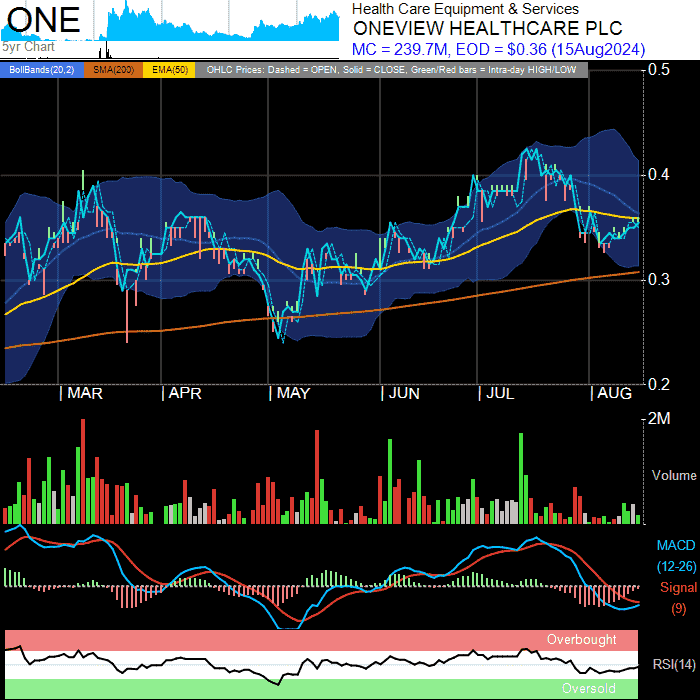 ONE
5yr Chart
Health Care Equipment & Services
ONEVIEW HEALTHCARE PLC
MC = 239.7M, EOD = $0.36 (15Aug2024)
BollBands(20,2) SMA(200) EMA(50) OHLC Prices: Dashed = OPEN, Solid = CLOSE, Green/Red bars = Intra-day HIGH/LOW
0.5
0.4
0.3
0.2
MAR APR MAY JUN JUL AUG
2M
Volume
MACD
(12-26)
Signal
(9)
Overbought
RSI(14)
Oversold